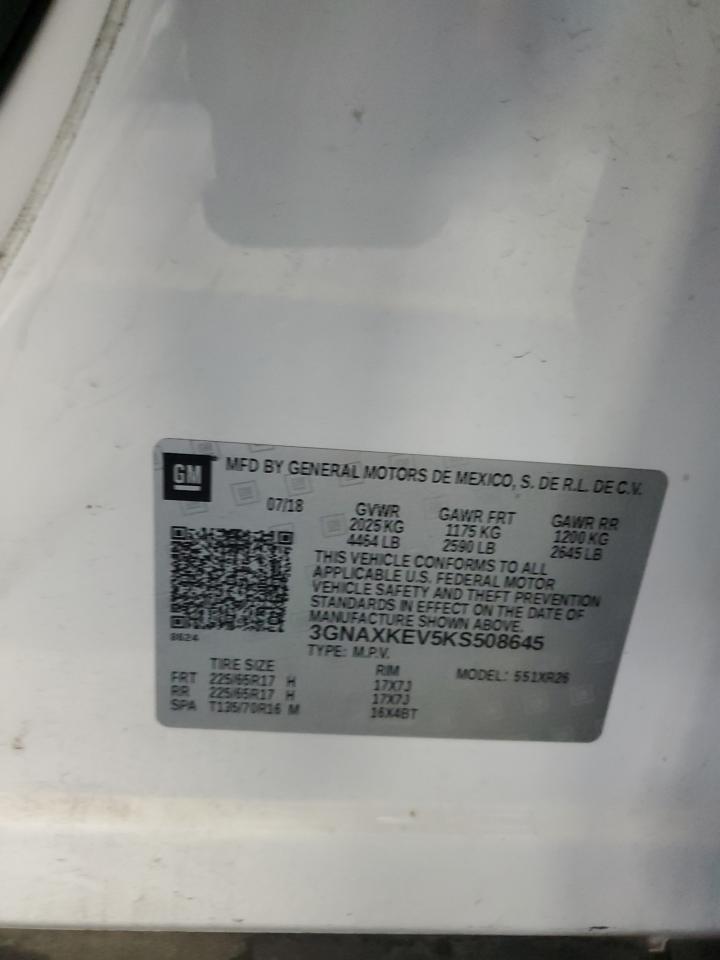 GM
MFD BY GENERAL MOTORS DE MEXICO, S. DE R.L. DE C.V.
07/18 GVWR GAWR FRT GAWR RR
2025 KG 1175 KG 1200 KG
4464 LB 2590 LB 2645 LB
THIS VEHICLE CONFORMS TO ALL
APPLICABLE U.S. FEDERAL MOTOR
VEHICLE SAFETY AND THEFT PREVENTION
STANDARDS IN EFFECT ON THE DATE OF
MANUFACTURE SHOWN ABOVE.
8624 3GNAXKEV5KS508645
TYPE: M.P.V.
TIRE SIZE RIM MODEL: 551XR26
FRT 225/65R17 H 17X7J
RR 225/65R17 H 17X7J
SPA T135/70R16 M 16X4BT